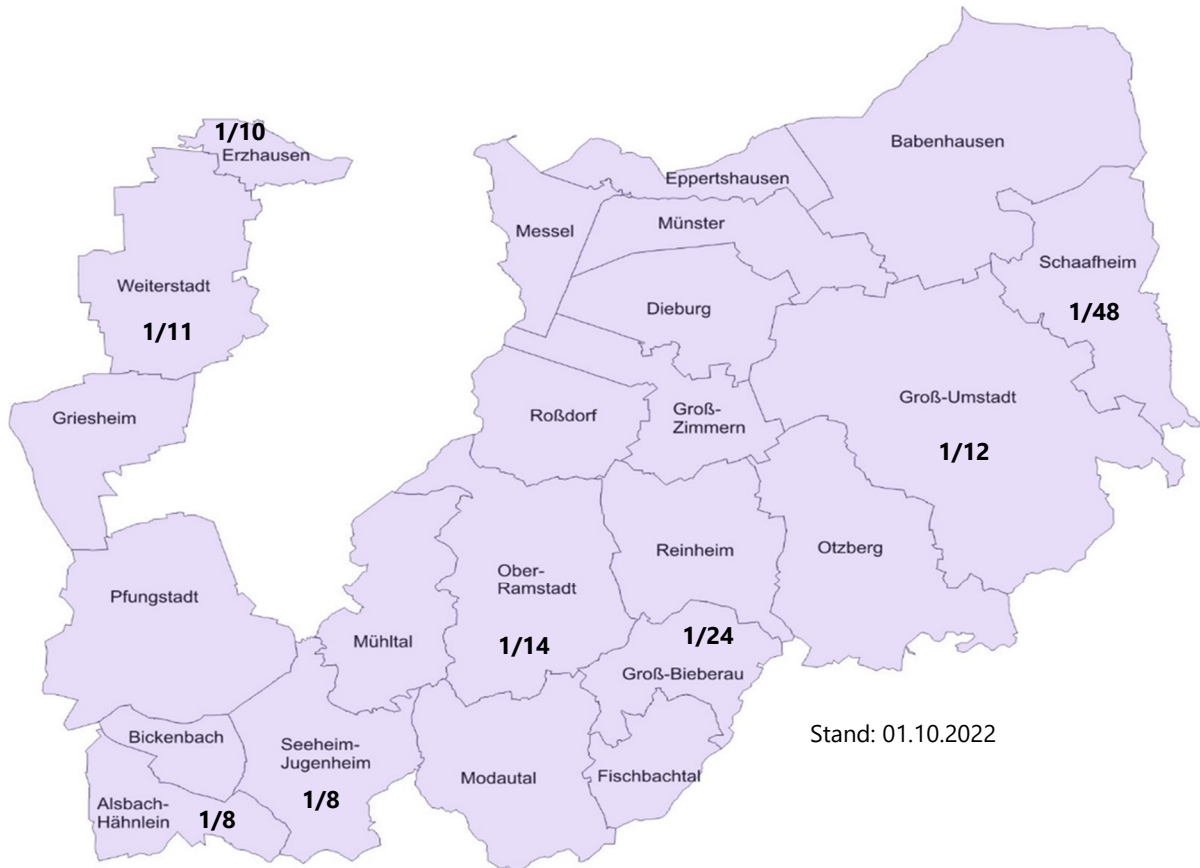 1/10
Erzhausen
Babenhausen
Eppertshausen
Messel
Münster
Schaafheim
1/48
Weiterstadt
1/11
Dieburg
Griesheim
Roßdorf
Groß-
Zimmern
Groß-Umstadt
1/12
Pfungstadt
Mühltal
Ober-
Ramstadt
1/14
Reinheim
Otzberg
1/24
Groß-Bieberau
Bickenbach
Seeheim-
Jugenheim
1/8
Modautal
Fischbachtal
Alsbach-
Hähnlein
1/8
Stand: 01.10.2022